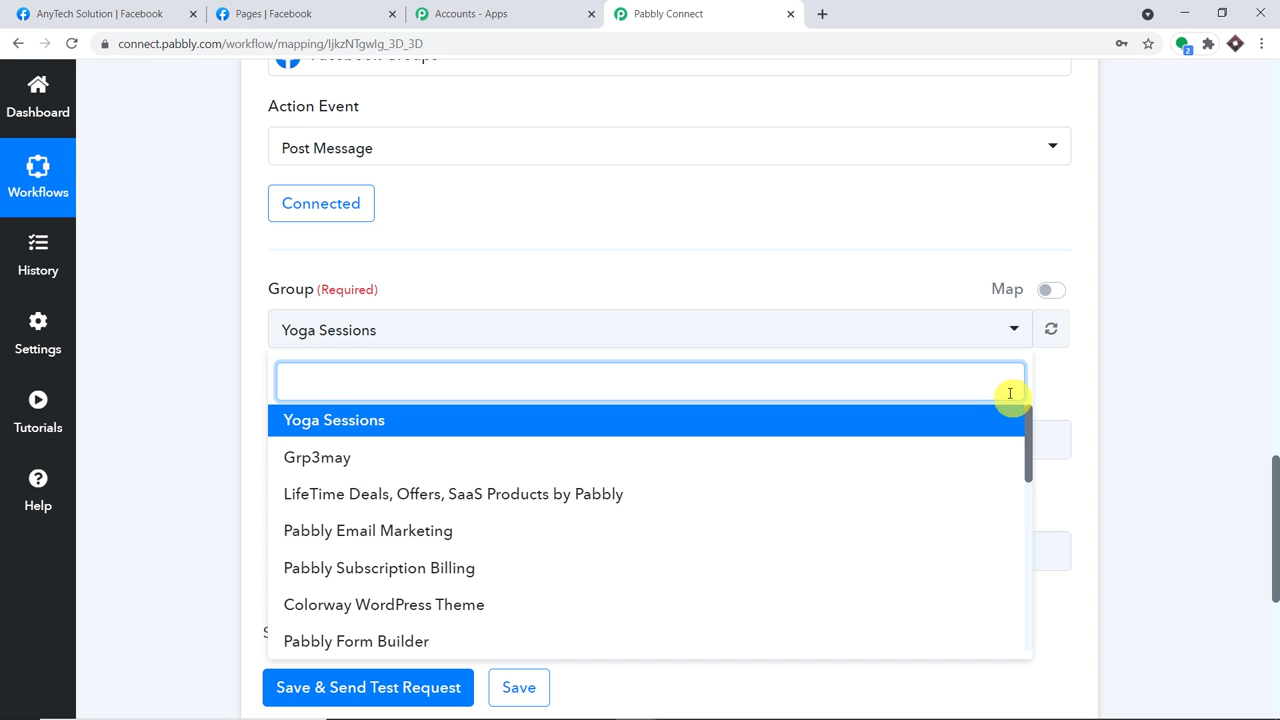 AnyTech Solution | Facebook
Pages | Facebook
Accounts - Apps
Pabbly Connect
connect.pabbly.com/workflow/mapping/IjkzNTgwIg_3D_3D
2
Dashboard
Workflows
History
Settings
Tutorials
Help
Facebook Groups
Action Event
Post Message
Connected
Group (Required)
Map
Yoga Sessions
Yoga Sessions
Grp3may
LifeTime Deals, Offers, SaaS Products by Pabbly
Pabbly Email Marketing
Pabbly Subscription Billing
Colorway WordPress Theme
Pabbly Form Builder
Save & Send Test Request
Save